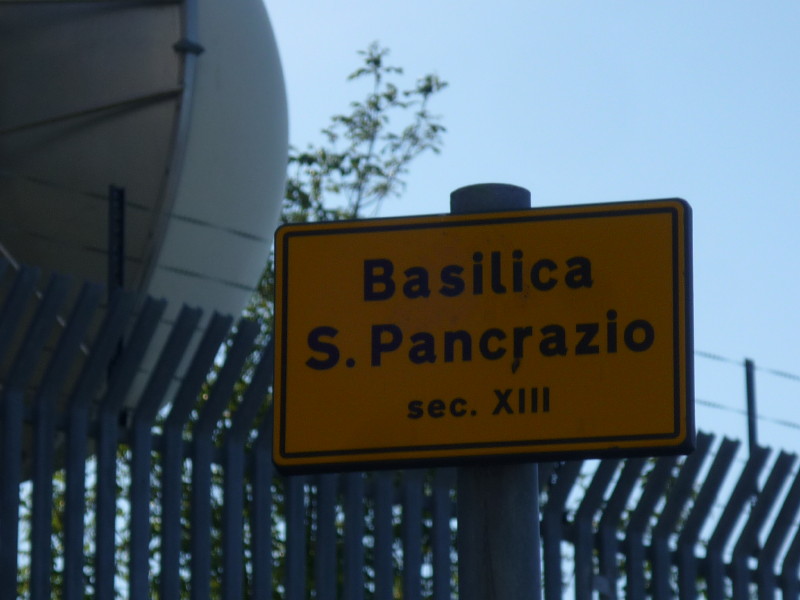 Basilica
S. Pancrazio
sec. XIII